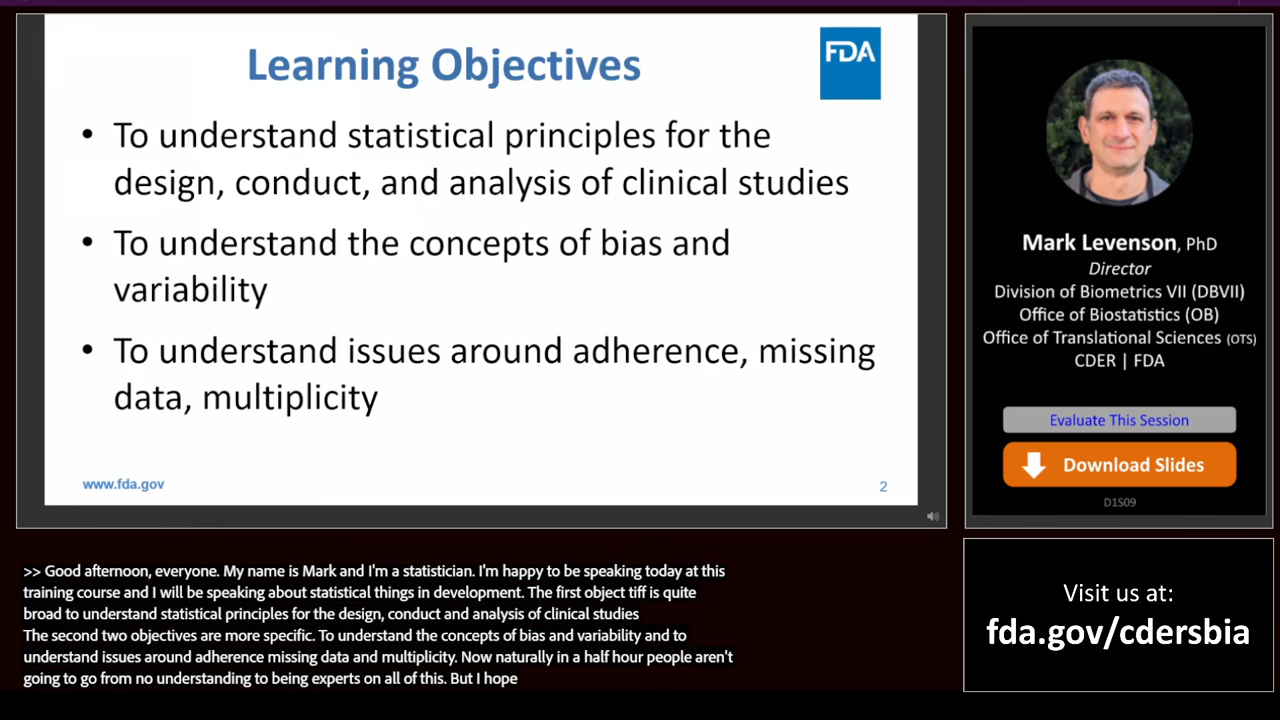 Learning Objectives
FDA
• To understand statistical principles for the
design, conduct, and analysis of clinical studies
• To understand the concepts of bias and
variability
• To understand issues around adherence, missing
data, multiplicity
www.fda.gov
2
Mark Levenson, PhD
Director
Division of Biometrics VII (DBVII)
Office of Biostatistics (OB)
Office of Translational Sciences (OTS)
CDER | FDA
Evaluate This Session
Download Slides
D1S09
>> Good afternoon, everyone. My name is Mark and I'm a statistician. I'm happy to be speaking today at this
training course and I will be speaking about statistical things in development. The first object tiff is quite
broad to understand statistical principles for the design, conduct and analysis of clinical studies
The second two objectives are more specific. To understand the concepts of bias and variability and to
understand issues around adherence missing data and multiplicity. Now naturally in a half hour people aren't
going to go from no understanding to being experts on all of this. But I hope
Visit us at:
fda.gov/cdersbia